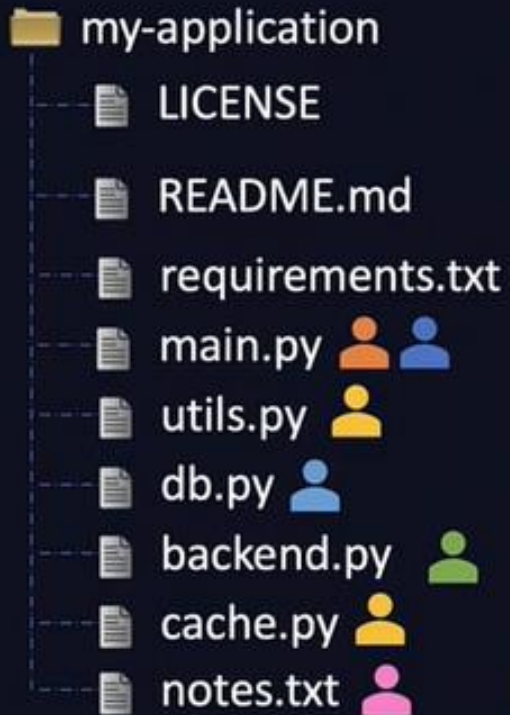 my-application
LICENSE
README.md
requirements.txt
main.py
utils.py
db.py
backend.py
cache.py
notes.txt